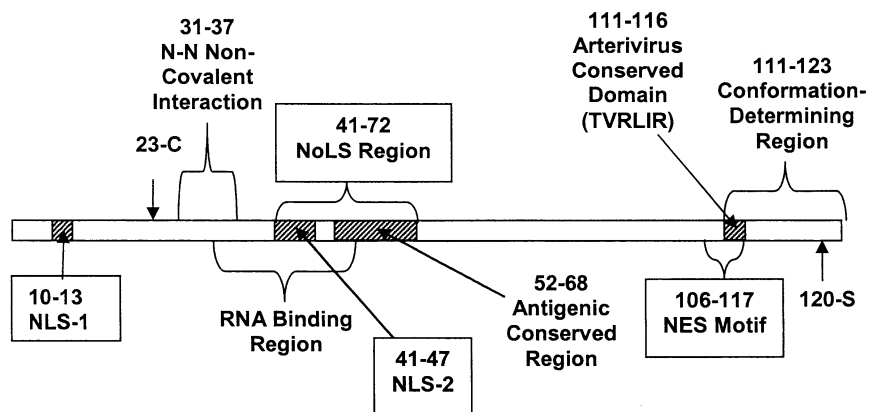 31-37
N-N Non-
Covalent
Interaction
23-C
41-72
NoLS Region
111-116
Arterivirus
Conserved
Domain
(TVRLIR)
111-123
Conformation-
Determining
Region
10-13
NLS-1
RNA Binding
Region
41-47
NLS-2
52-68
Antigenic
Conserved
Region
106-117
NES Motif
120-S